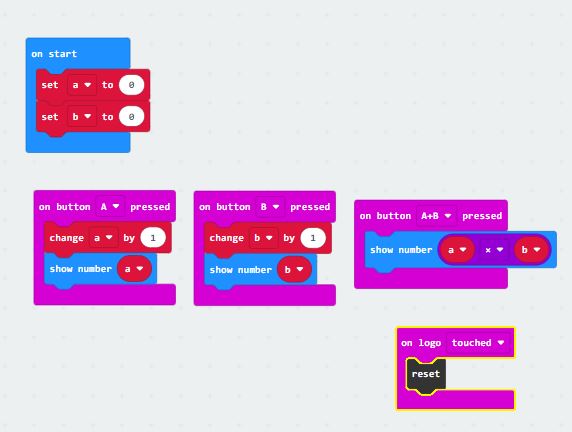 on start
set a to 0
set b to 0
on button A pressed
change a by 1
show number a
on button B pressed
change b by 1
show number b
on button A+B pressed
show number a × b
on logo touched
reset